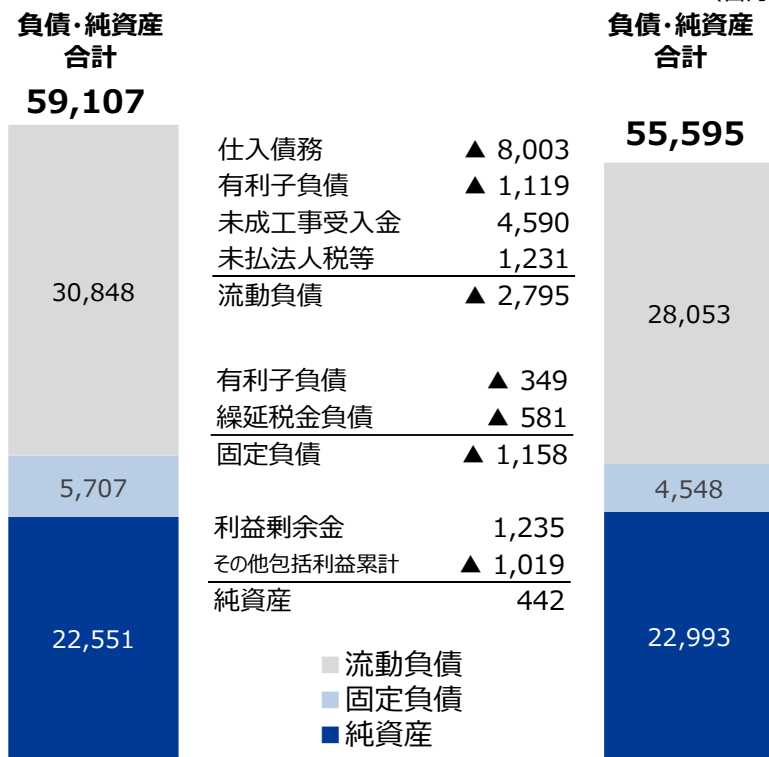 負債・純資産
合計
59,107
30,848
5,707
22,551
仕入債務 ▲ 8,003
有利子負債 ▲ 1,119
未成工事受入金 4,590
未払法人税等 1,231
流動負債 ▲ 2,795
有利子負債 ▲ 349
繰延税金負債 ▲ 581
固定負債 ▲ 1,158
利益剰余金 1,235
その他包括利益累計 ▲ 1,019
純資産 442
流動負債
固定負債
純資産
負債・純資産
合計
55,595
28,053
4,548
22,993